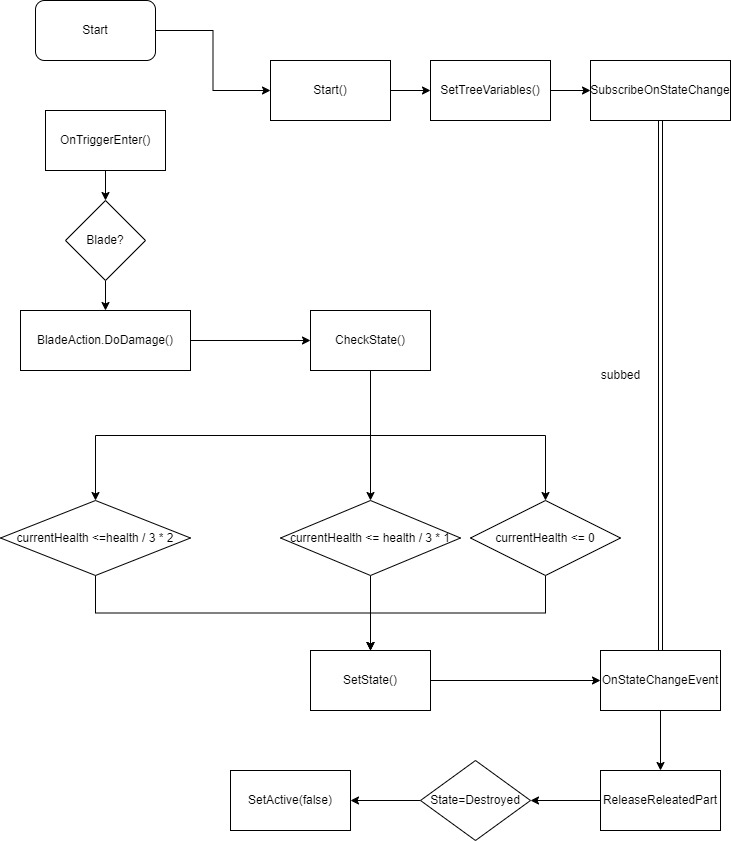 Start
Start()
SetTreeVariables()
SubscribeOnStateChange
OnTriggerEnter()
Blade?
BladeAction.DoDamage()
CheckState()
subbed
currentHealth <=health / 3 * 2
currentHealth <= health / 3 * 1
currentHealth <= 0
SetState()
OnStateChangeEvent
SetActive(false)
State=Destroyed
ReleaseReleatedPart